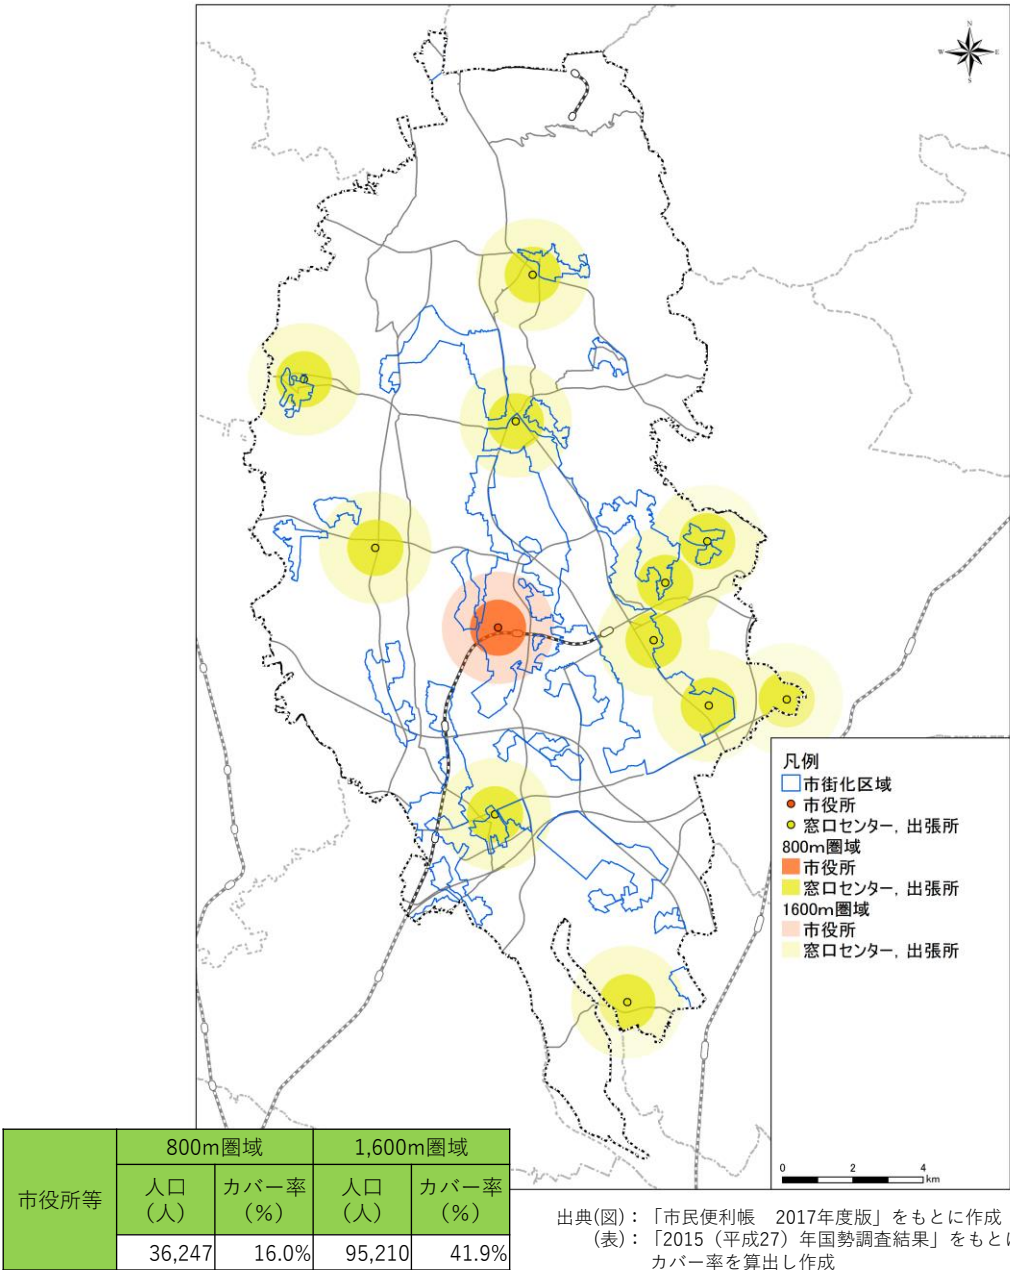 N
W E
S
凡例
市街化区域
市役所
窓口センター, 出張所
800m圏域
市役所
窓口センター, 出張所
1600m圏域
市役所
窓口センター, 出張所
0 2 4
km
市役所等
800m圏域 1,600m圏域
人口 カバー率 人口 カバー率
(人) (%) (人) (%)
36,247 16.0% 95,210 41.9%
出典(図)：「市民便利帳　2017年度版」をもとに作成
(表)：「2015（平成27）年国勢調査結果」をもとに
カバー率を算出し作成